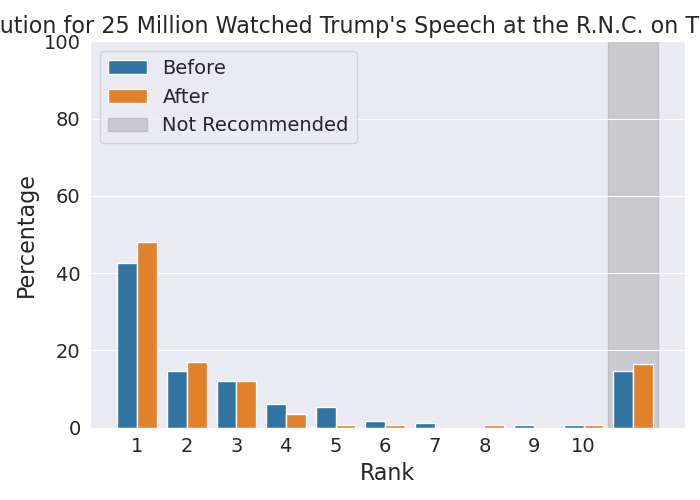 ution for 25 Million Watched Trump's Speech at the R.N.C. on T
100
80
60
40
20
0
Percentage
Before
After
Not Recommended
1 2 3 4 5 6 7 8 9 10
Rank